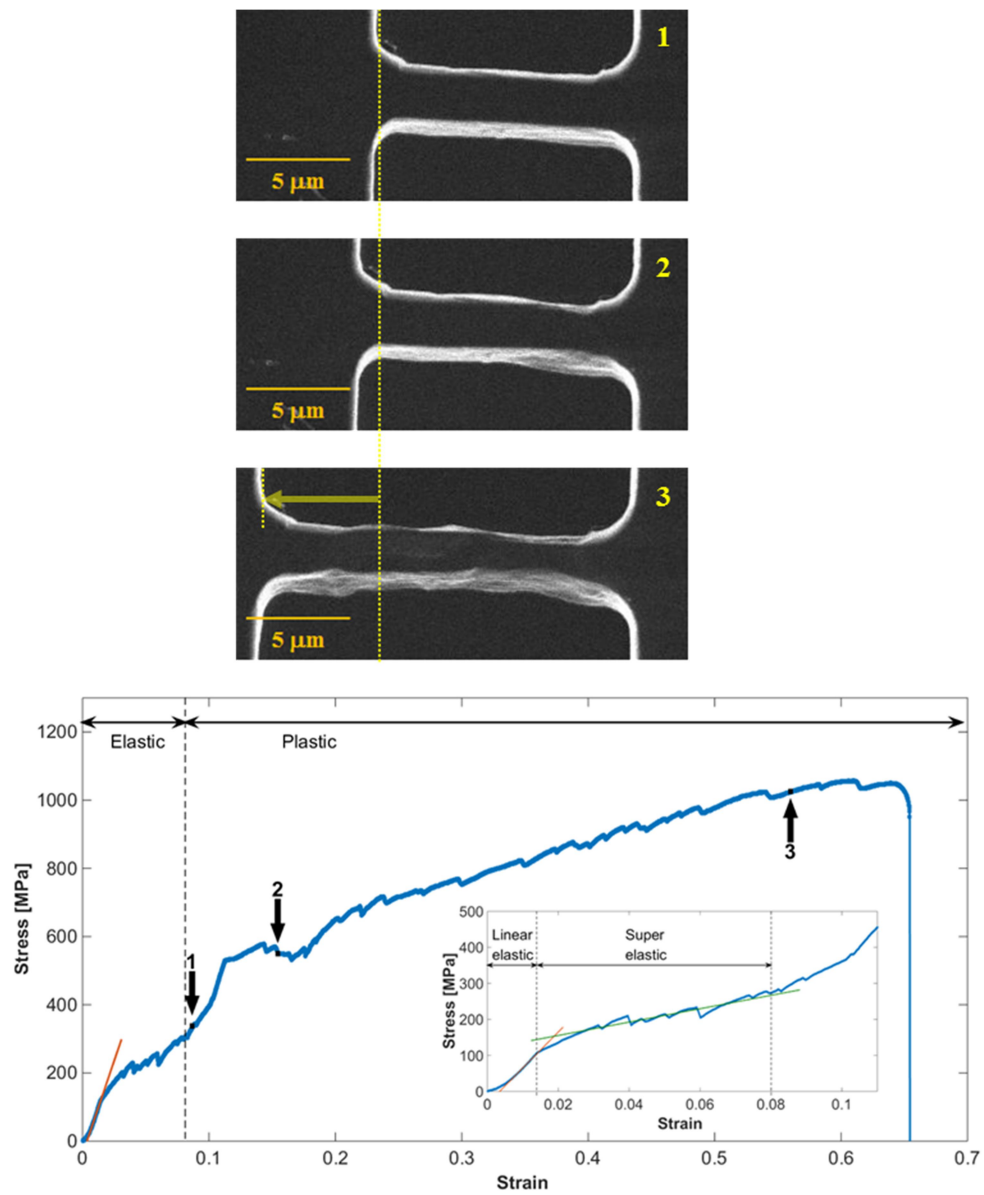 1
5 μm
2
5 μm
3
5 μm
Elastic
Plastic
1200
1000
800
600
400
200
0
Stress [MPa]
1
2
3
0
0.1
0.2
0.3
0.4
0.5
0.6
0.7
Strain
500
400
300
200
100
0
Stress [MPa]
Linear
elastic
Super
elastic
0
0.02
0.04
0.06
0.08
0.1
Strain